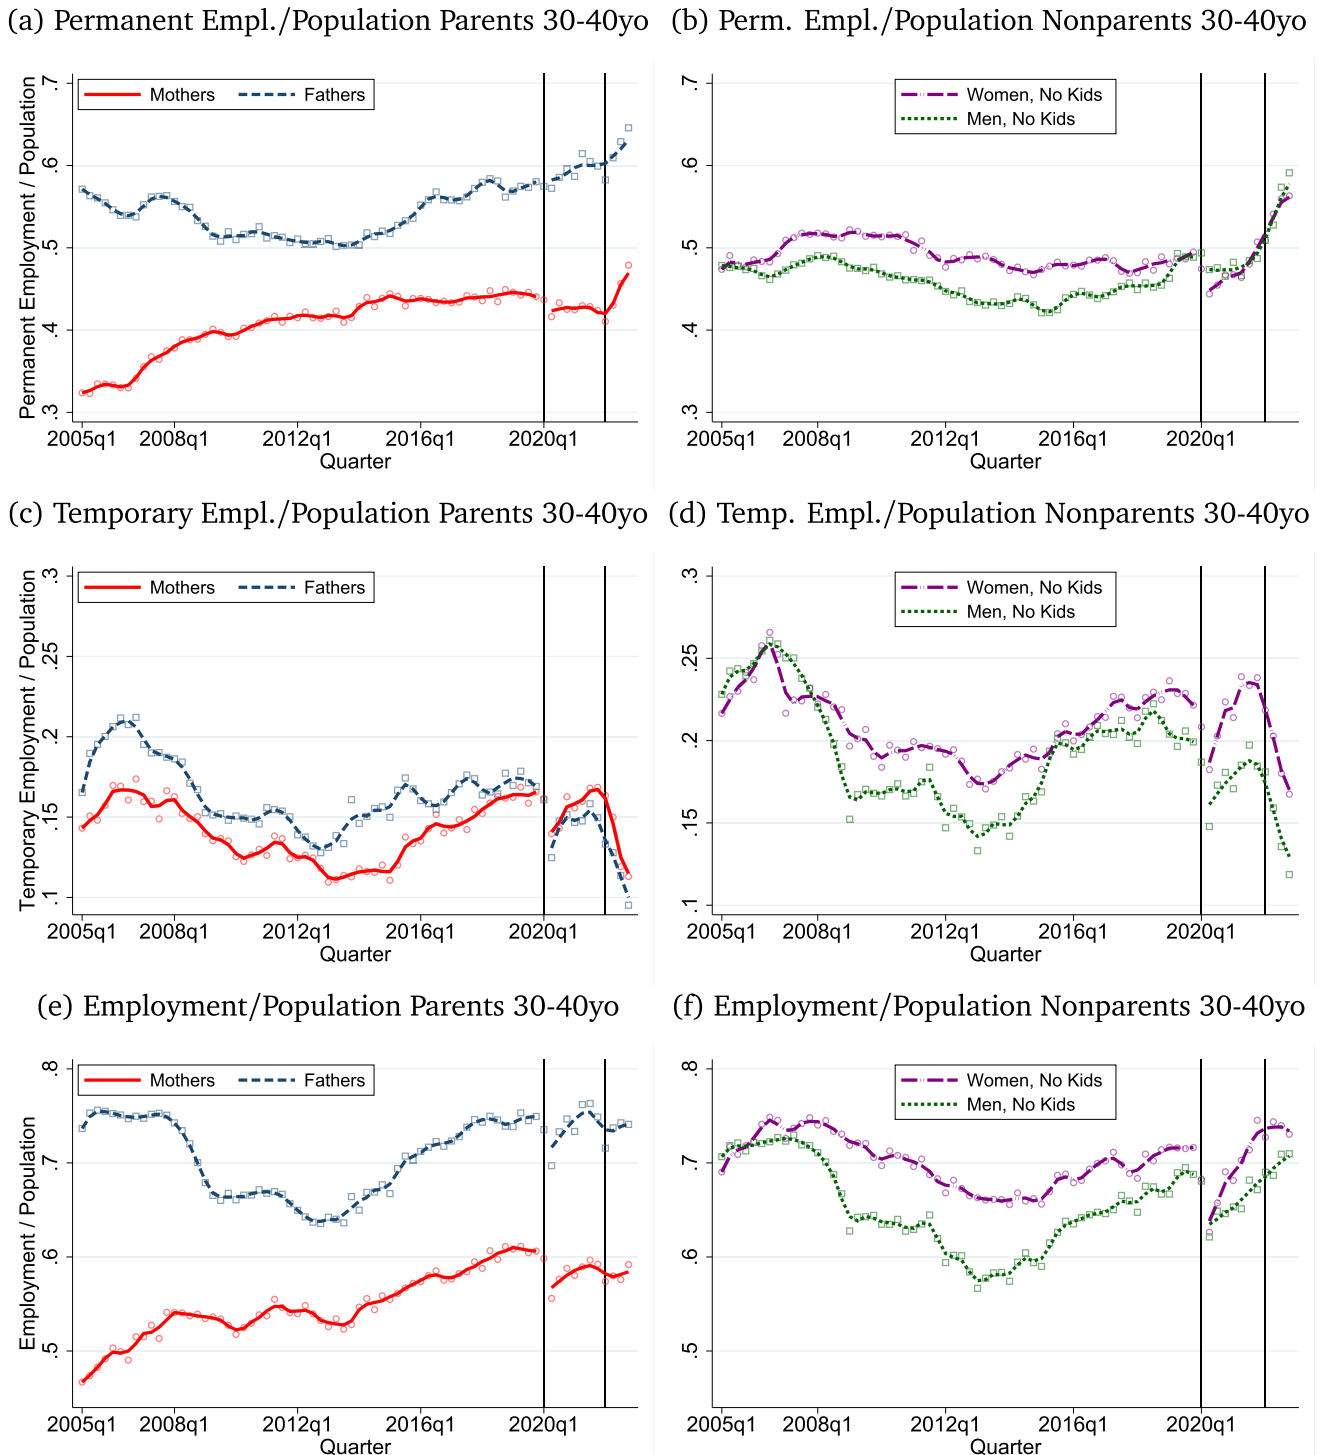 (a) Permanent Empl./Population Parents 30-40yo
(b) Perm. Empl./Population Nonparents 30-40yo
Permanent Employment / Population
.7
.6
.5
.4
.3
Mothers
Fathers
2005q1 2008q1 2012q1 2016q1 2020q1
Quarter
.7
.6
.5
.4
.3
Women, No Kids
Men, No Kids
2005q1 2008q1 2012q1 2016q1 2020q1
Quarter
(c) Temporary Empl./Population Parents 30-40yo
(d) Temp. Empl./Population Nonparents 30-40yo
Temporary Employment / Population
.3
.25
.2
.15
.1
Mothers
Fathers
2005q1 2008q1 2012q1 2016q1 2020q1
Quarter
.3
.25
.2
.15
.1
Women, No Kids
Men, No Kids
2005q1 2008q1 2012q1 2016q1 2020q1
Quarter
(e) Employment/Population Parents 30-40yo
(f) Employment/Population Nonparents 30-40yo
Employment / Population
.8
.7
.6
.5
Mothers
Fathers
2005q1 2008q1 2012q1 2016q1 2020q1
Quarter
.8
.7
.6
.5
Women, No Kids
Men, No Kids
2005q1 2008q1 2012q1 2016q1 2020q1
Quarter